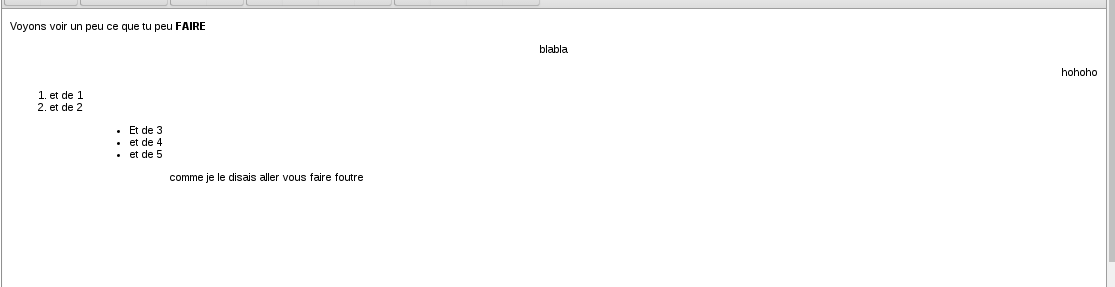 Voyons voir un peu ce que tu peu FAIRE
blabla
hohoho
1. et de 1
2. et de 2
• Et de 3
• et de 4
• et de 5
comme je le disais aller vous faire foutre